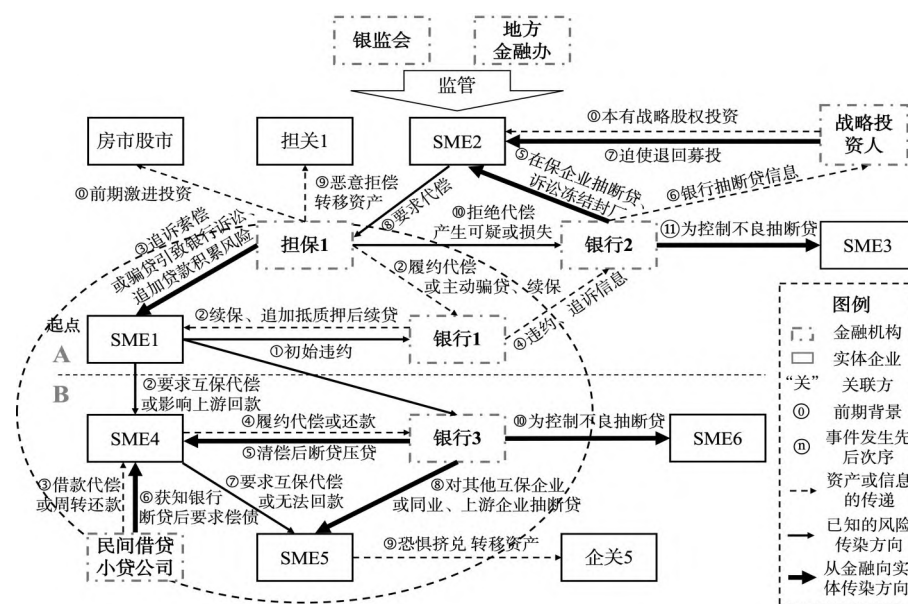 银监会
地方
金融办
监管
房市股市
担关1
SME2
⓪本有战略股权投资
⑦迫使退回募投
战略投
资人
⓪前期激进投资
⑨恶意拒偿
转移资产
⑧要求代偿
⑤在保企业抽断贷、
诉讼冻结封厂
⑥银行抽断贷信息
③追诉索偿
或骗贷引致银行诉讼
追加贷款积累风险
担保1
⑩拒绝代偿
产生可疑或损失
银行2
⑪为控制不良抽断贷
SME3
②履约代偿
或主动骗贷、续保
④违约、追诉信息
起点
A
SME1
②续保、追加抵质押后续贷
①初始违约
银行1
B
②要求互保代偿
或影响上游回款
SME4
④履约代偿或还款
⑤清偿后断贷压贷
银行3
⑩为控制不良抽断贷
SME6
③借款代偿
或周转还款
⑥获知银行
断贷后要求偿债
⑦要求互保代偿
或无法回款
⑧对其他互保企业
或同业、上游企业抽断贷
民间借贷
小贷公司
SME5
⑨恐惧挤兑 转移资产
企关5
图例
金融机构
实体企业
“关” 关联方
⓪ 前期背景
ⓝ 事件发生先
后次序
资产或信息
的传递
已知的风险
传染方向
从金融向实
体传染方向